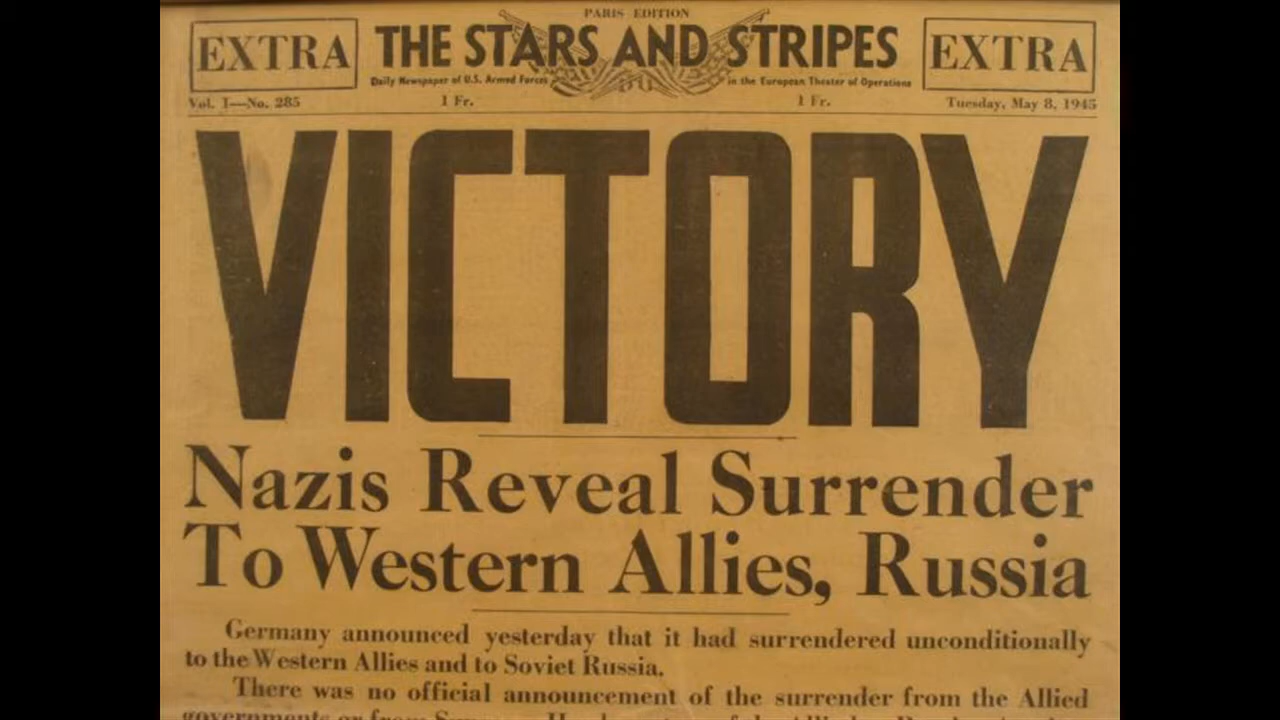 PARIS EDITION
EXTRA THE STARS AND STRIPES EXTRA
Daily Newspaper of U.S. Armed Forces in the European Theater of Operations
Vol. 1—No. 285 1 Fr. 1 Fr. Tuesday, May 8, 1945
VICTORY
Nazis Reveal Surrender
To Western Allies, Russia
Germany announced yesterday that it had surrendered unconditionally
to the Western Allies and to Soviet Russia.
There was no official announcement of the surrender from the Allied
governments or from